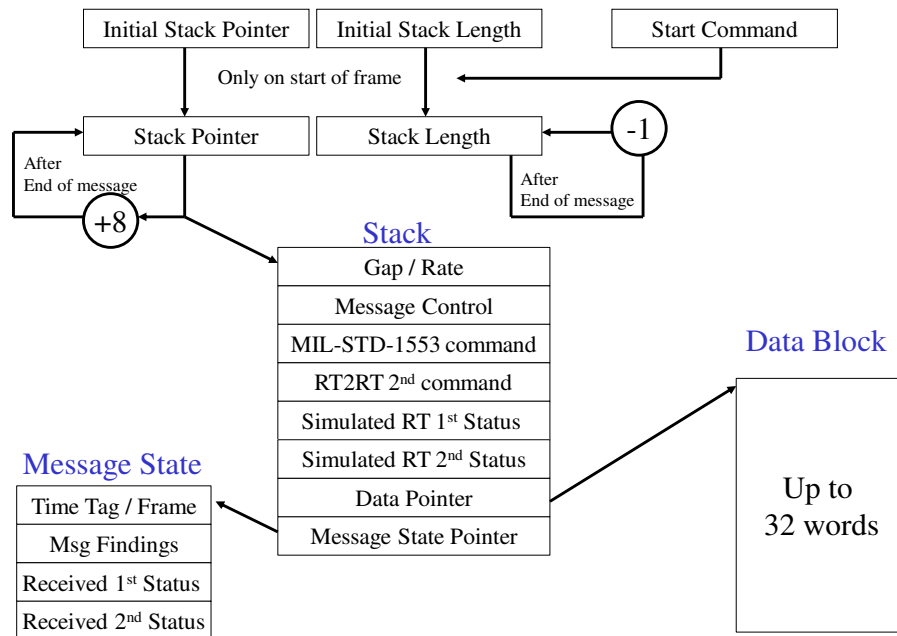 Initial Stack Pointer
Initial Stack Length
Start Command
Only on start of frame
Stack Pointer
Stack Length
-1
After
End of message
After
End of message
+8
Stack
Gap / Rate
Message Control
MIL-STD-1553 command
RT2RT 2nd command
Simulated RT 1st Status
Simulated RT 2nd Status
Data Pointer
Message State Pointer
Data Block
Up to
32 words
Message State
Time Tag / Frame
Msg Findings
Received 1st Status
Received 2nd Status